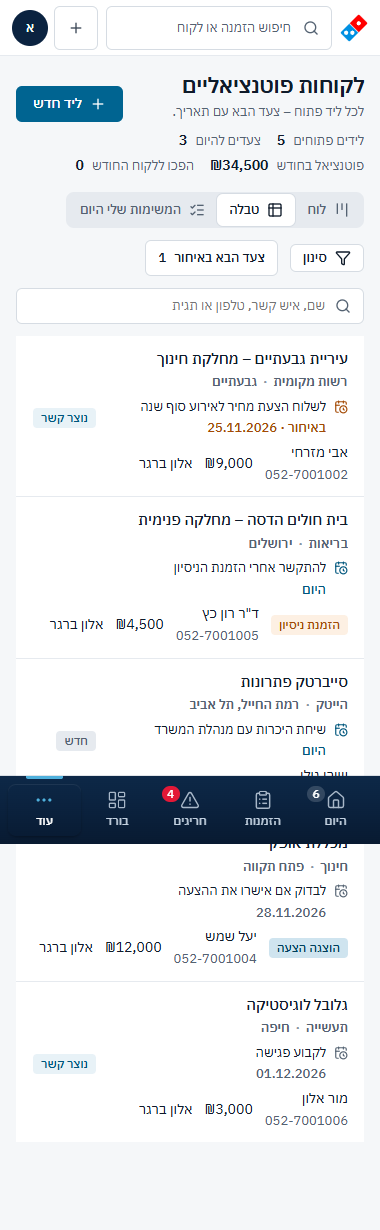 חיפוש הזמנה או לקוח
א
לקוחות פוטנציאליים
לכל ליד פתוח – צעד הבא עם תאריך.
ליד חדש
לידים פתוחים 5 צעדים להיום 3
פוטנציאל בחודש ₪34,500 הפכו ללקוח החודש 0
לוח טבלה המשימות שלי היום
סינון צעד הבא באיחור 1
שם, איש קשר, טלפון או תגית
עיריית גבעתיים – מחלקת חינוך
רשות מקומית · גבעתיים
לשלוח הצעת מחיר לאירוע סוף שנה
באיחור · 25.11.2026
נוצר קשר
אבי מזרחי
052-7001002
₪9,000
אלון ברגר
בית חולים הדסה – מחלקה פנימית
בריאות · ירושלים
להתקשר אחרי הזמנת הניסיון
היום
הזמנת ניסיון
ד"ר רון כץ
052-7001005
₪4,500
אלון ברגר
סייברטק פתרונות
הייטק · רמת החייל, תל אביב
שיחת היכרות עם מנהלת המשרד
היום
חדש
היום 6
הזמנות
חריגים 4
בורד
עוד
חינוך · פתח תקווה
לבדוק אם אישרו את ההצעה
28.11.2026
הוצגה הצעה
יעל שמש
052-7001004
₪12,000
אלון ברגר
גלובל לוגיסטיקה
תעשייה · חיפה
לקבוע פגישה
01.12.2026
נוצר קשר
מור אלון
052-7001006
₪3,000
אלון ברגר